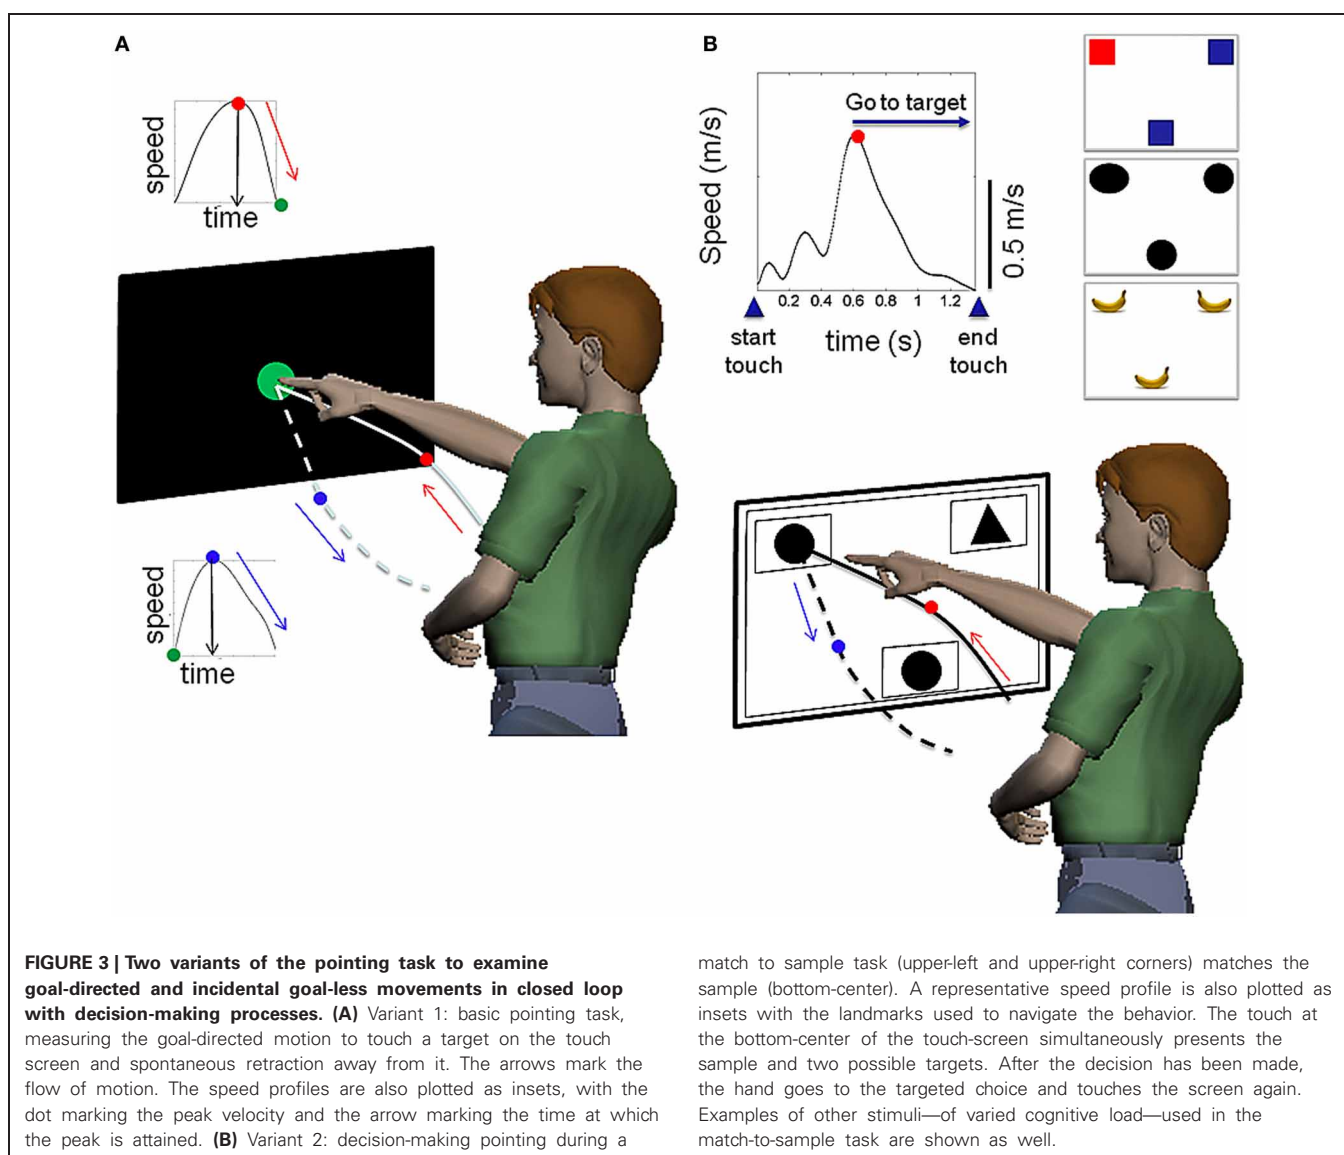 A
speed
time
speed
time
B
Go to target
Speed (m/s)
0.5 m/s
0.2 0.4 0.6 0.8 1 1.2
start
touch
time (s)
end
touch
FIGURE 3 | Two variants of the pointing task to examine
goal-directed and incidental goal-less movements in closed loop
with decision-making processes. (A) Variant 1: basic pointing task,
measuring the goal-directed motion to touch a target on the touch
screen and spontaneous retraction away from it. The arrows mark the
flow of motion. The speed profiles are also plotted as insets, with the
dot marking the peak velocity and the arrow marking the time at which
the peak is attained. (B) Variant 2: decision-making pointing during a
match to sample task (upper-left and upper-right corners) matches the
sample (bottom-center). A representative speed profile is also plotted as
insets with the landmarks used to navigate the behavior. The touch at
the bottom-center of the touch-screen simultaneously presents the
sample and two possible targets. After the decision has been made,
the hand goes to the targeted choice and touches the screen again.
Examples of other stimuli—of varied cognitive load—used in the
match-to-sample task are shown as well.